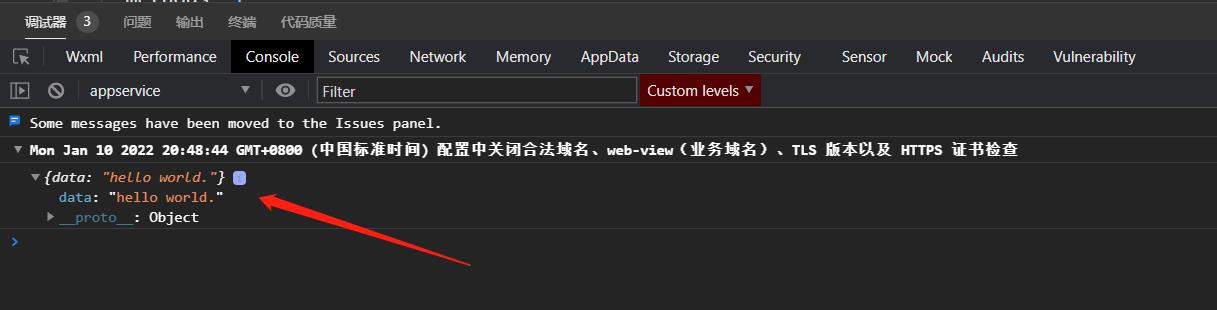 调试器 3 问题 输出 终端 代码质量
Wxml Performance Console Sources Network Memory AppData Storage Security Sensor Mock Audits Vulnerability
appservice Filter Custom levels
Some messages have been moved to the Issues panel.
Mon Jan 10 2022 20:48:44 GMT+0800 (中国标准时间) 配置中关闭合法域名、web-view（业务域名）、TLS 版本以及 HTTPS 证书检查
{data: "hello world."} i
data: "hello world."
__proto__: Object